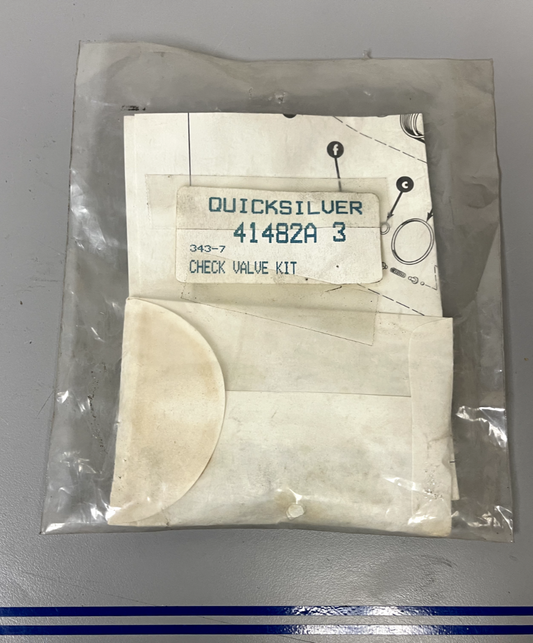 f
c
QUICKSILVER
41482A 3
343-7
CHECK VALVE KIT